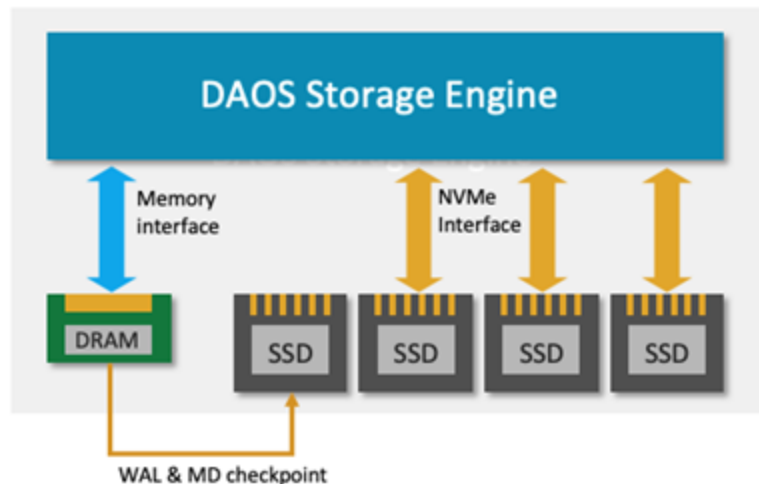 DAOS Storage Engine
Memory
interface
NVMe
Interface
DRAM
SSD
SSD
SSD
SSD
WAL & MD checkpoint